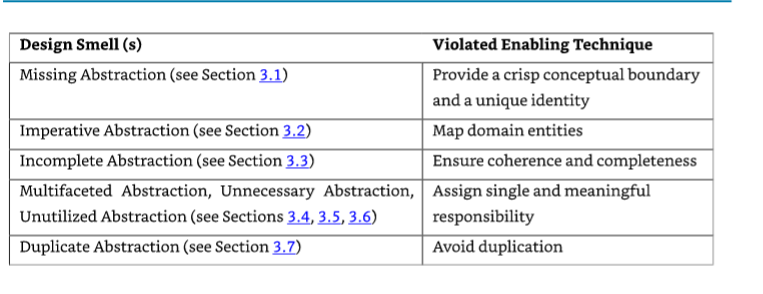 Design Smell (s) Violated Enabling Technique
Missing Abstraction (see Section 3.1) Provide a crisp conceptual boundary
and a unique identity
Imperative Abstraction (see Section 3.2) Map domain entities
Incomplete Abstraction (see Section 3.3) Ensure coherence and completeness
Multifaceted Abstraction, Unnecessary Abstraction, Assign single and meaningful
Unutilized Abstraction (see Sections 3.4, 3.5, 3.6) responsibility
Duplicate Abstraction (see Section 3.7) Avoid duplication